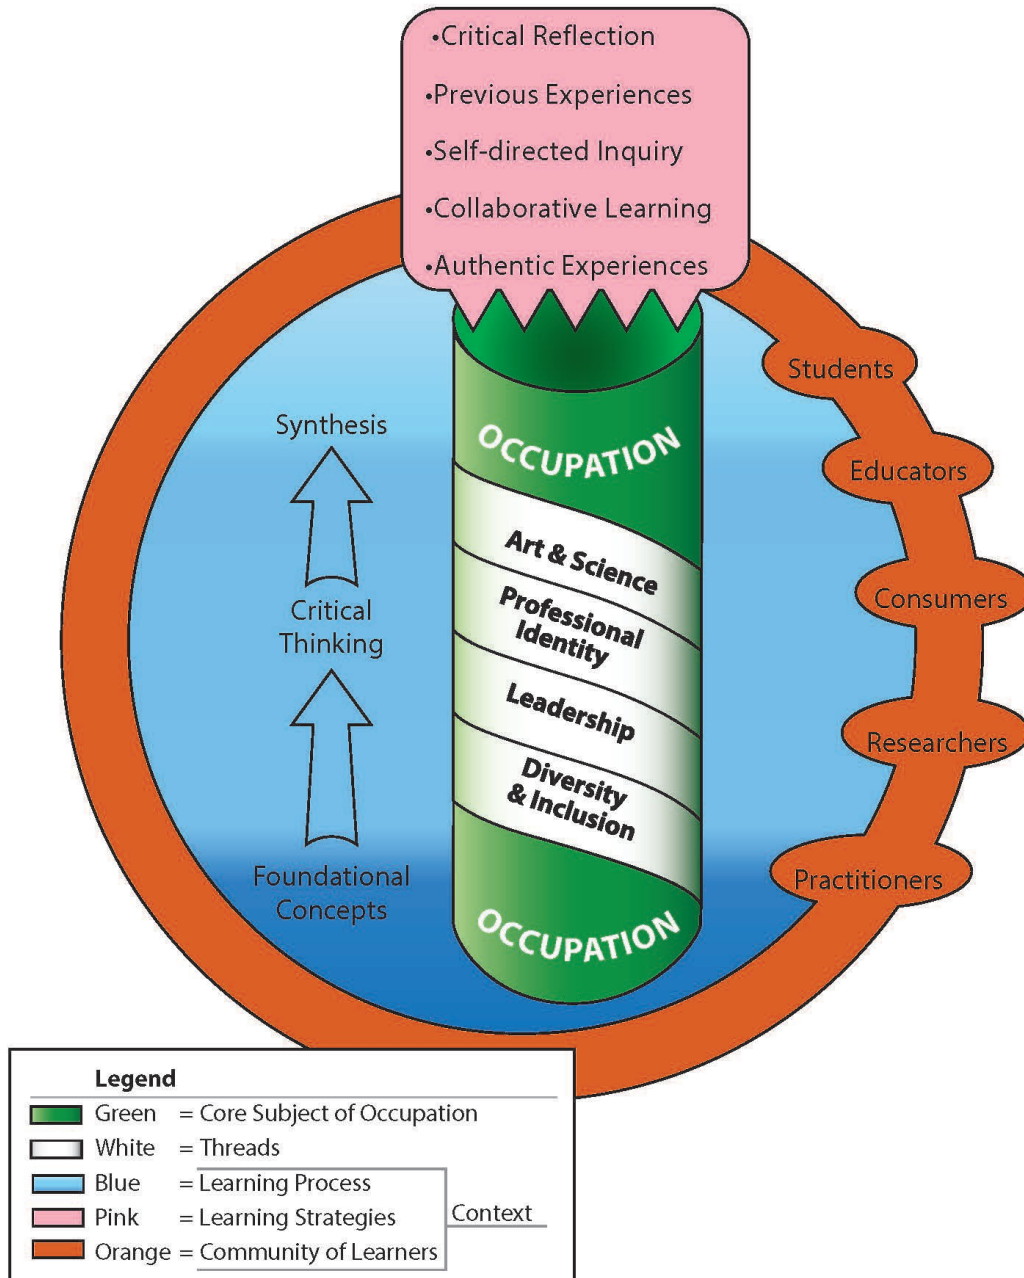 •Critical Reflection
•Previous Experiences
•Self-directed Inquiry
•Collaborative Learning
•Authentic Experiences
Students
Educators
Consumers
Researchers
Practitioners
Synthesis
Critical
Thinking
Foundational
Concepts
OCCUPATION
Art & Science
Professional
Identity
Leadership
Diversity
& Inclusion
OCCUPATION
Legend
Green = Core Subject of Occupation
White = Threads
Blue = Learning Process
Pink = Learning Strategies
Orange = Community of Learners
Context